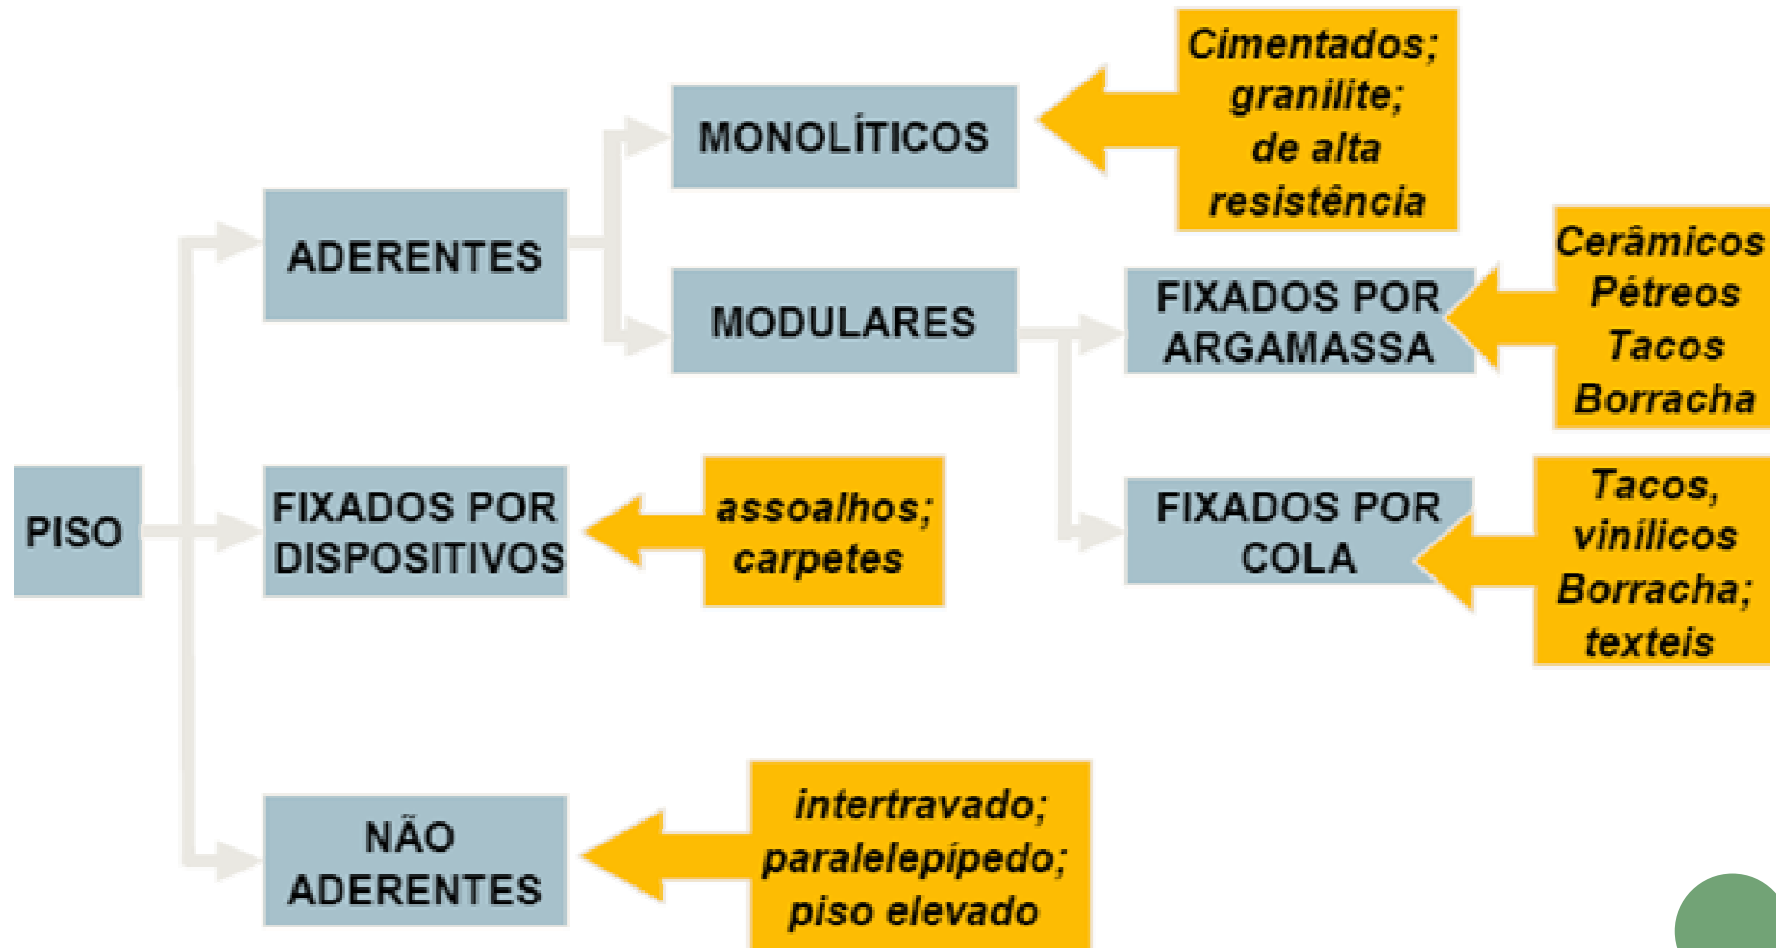 Cimentados;
granilite;
de alta
resistência
MONOLÍTICOS
ADERENTES
MODULARES
FIXADOS POR
ARGAMASSA
Cerâmicos
Pétreos
Tacos
Borracha
PISO
FIXADOS POR
DISPOSITIVOS
assoalhos;
carpetes
FIXADOS POR
COLA
Tacos,
vinílicos
Borracha;
texteis
NÃO
ADERENTES
intertravado;
paralelepípedo;
piso elevado